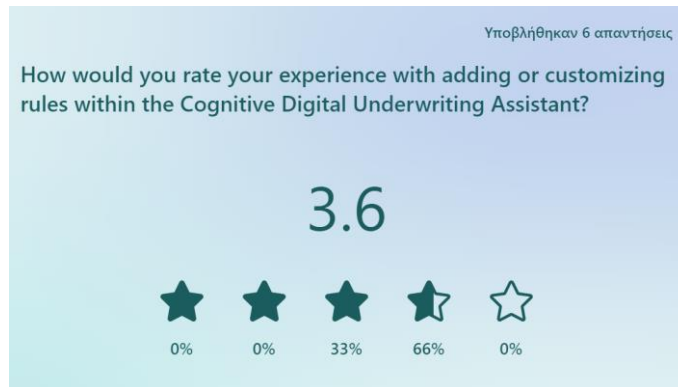 Υποβλήθηκαν 6 απαντήσεις
How would you rate your experience with adding or customizing
rules within the Cognitive Digital Underwriting Assistant?
3.6
0% 0% 33% 66% 0%